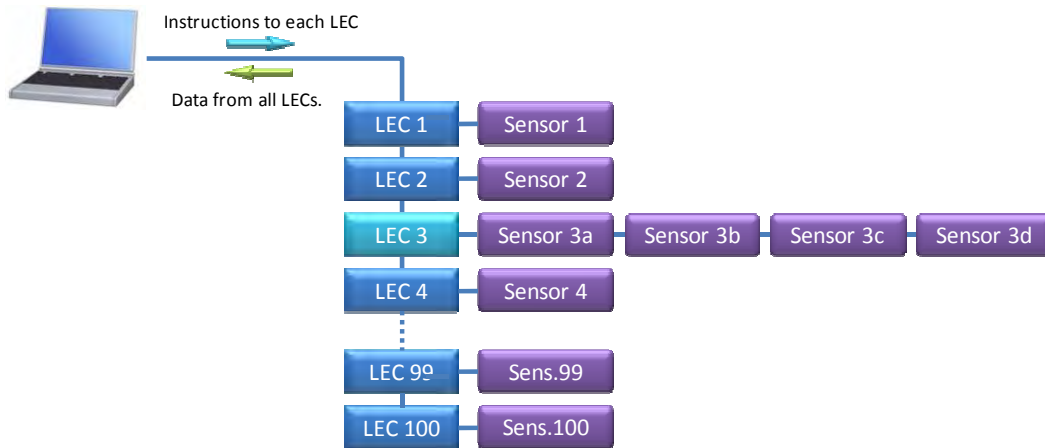 Instructions to each LEC
Data from all LECs.
LEC 1
Sensor 1
LEC 2
Sensor 2
LEC 3
Sensor 3a
Sensor 3b
Sensor 3c
Sensor 3d
LEC 4
Sensor 4
LEC 99
Sens.99
LEC 100
Sens.100